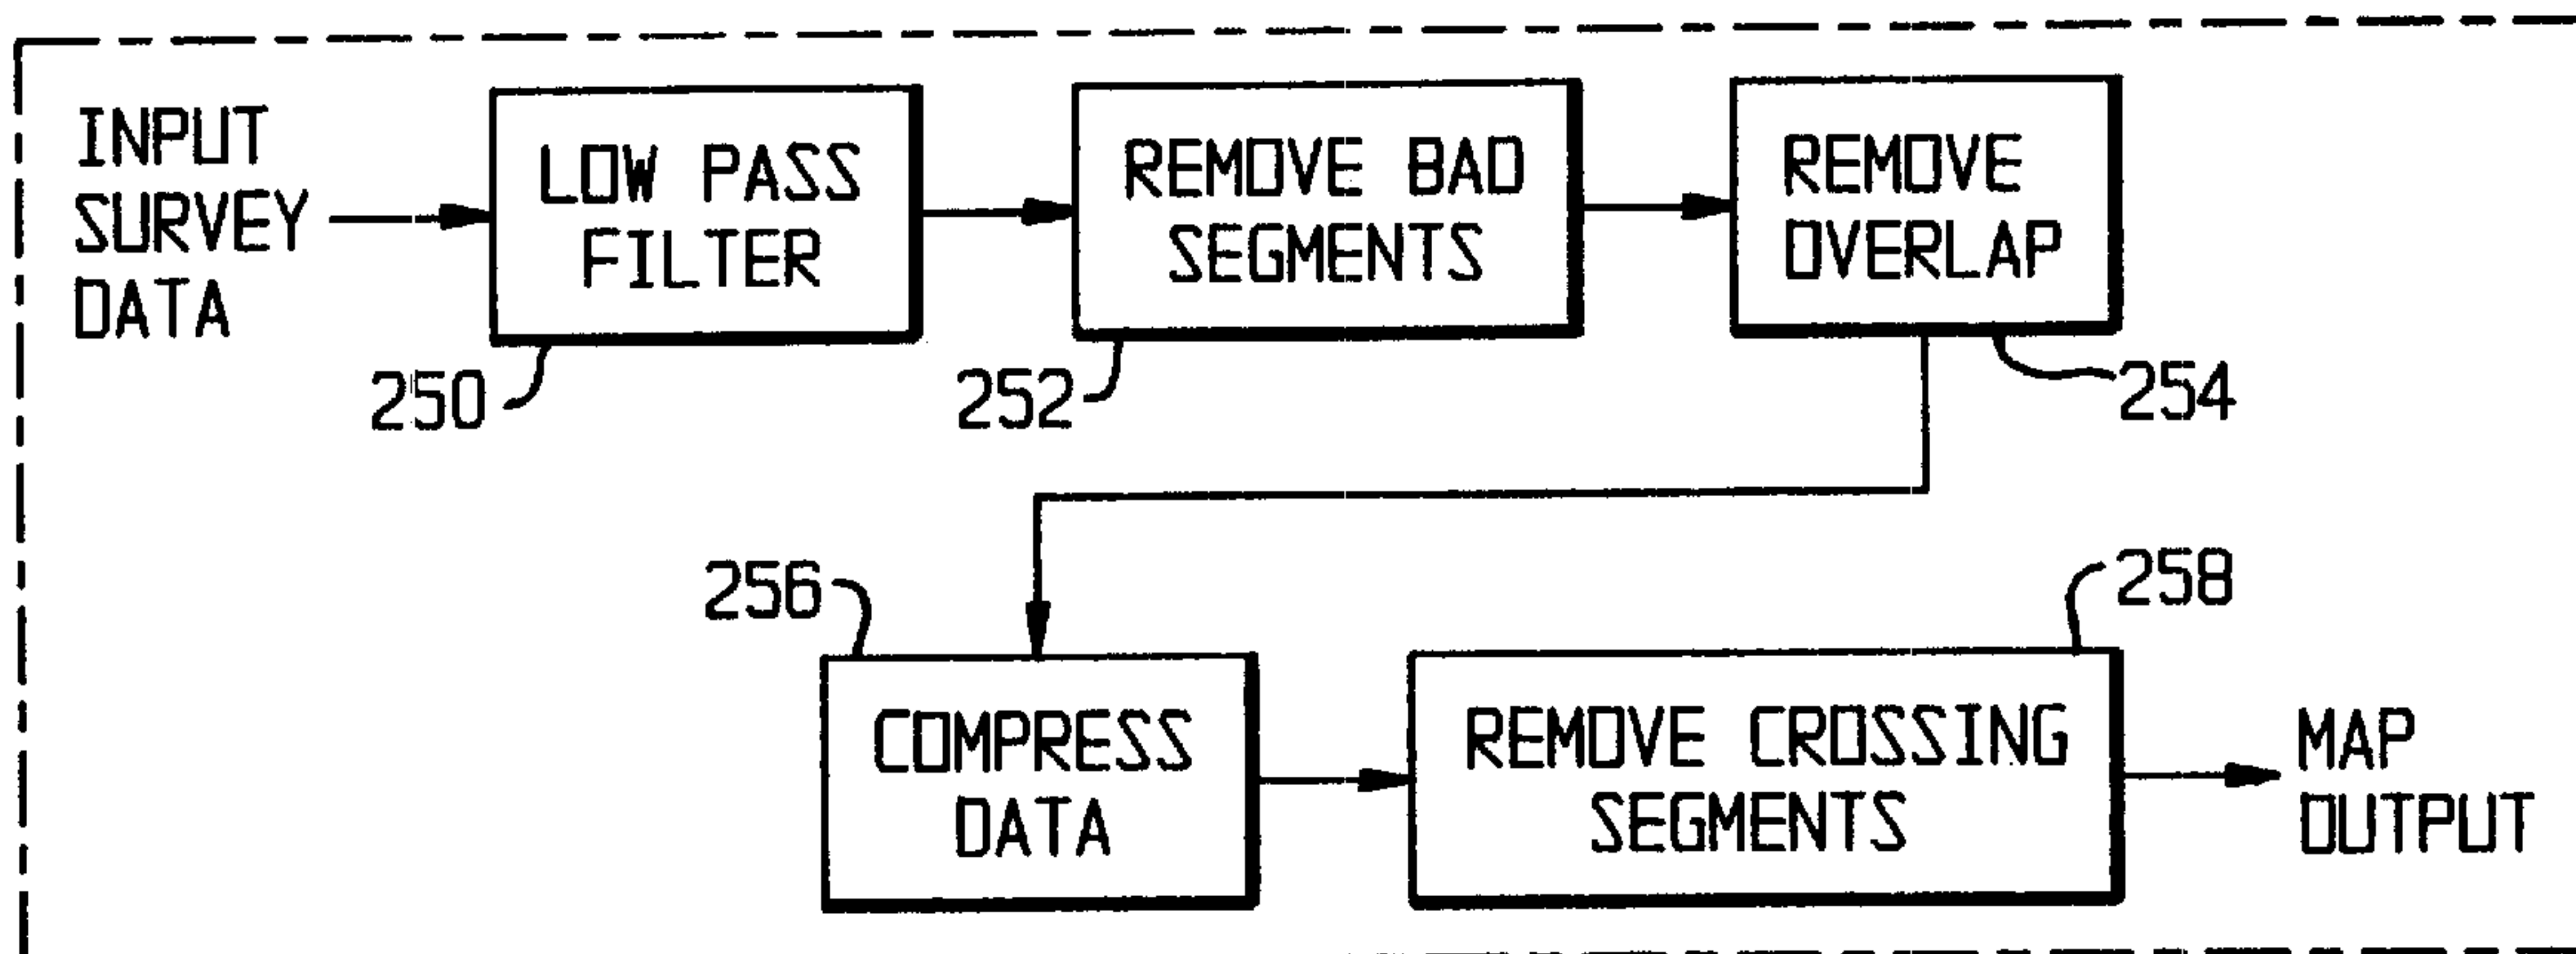 INPUT
SURVEY
DATA
LOW PASS
FILTER
250
REMOVE BAD
SEGMENTS
252
REMOVE
OVERLAP
254
256
COMPRESS
DATA
258
REMOVE CROSSING
SEGMENTS
MAP
OUTPUT